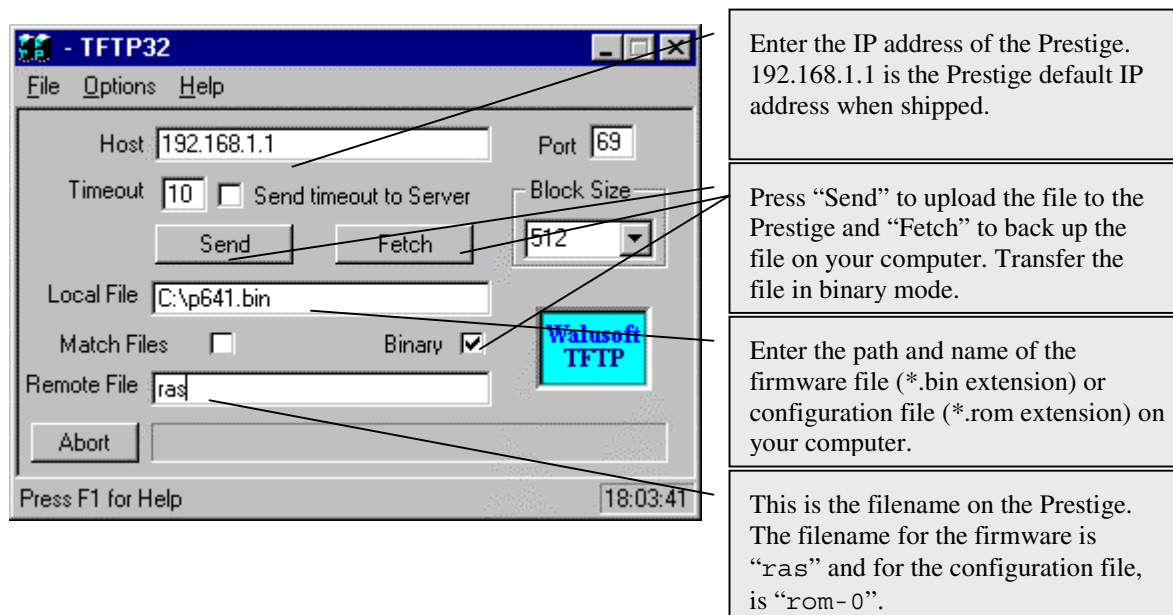 - TFTP32
File Options Help
Host 192.168.1.1 Port 69
Timeout 10 Send timeout to Server Block Size
Send Fetch 512
Local File C:\p641.bin
Match Files Binary
Walusoft
TFTP
Remote File ras
Abort
Press F1 for Help 18:03:41
Enter the IP address of the Prestige.
192.168.1.1 is the Prestige default IP
address when shipped.
Press “Send” to upload the file to the
Prestige and “Fetch” to back up the
file on your computer. Transfer the
file in binary mode.
Enter the path and name of the
firmware file (*.bin extension) or
configuration file (*.rom extension) on
your computer.
This is the filename on the Prestige.
The filename for the firmware is
“ras” and for the configuration file,
is “rom-0”.